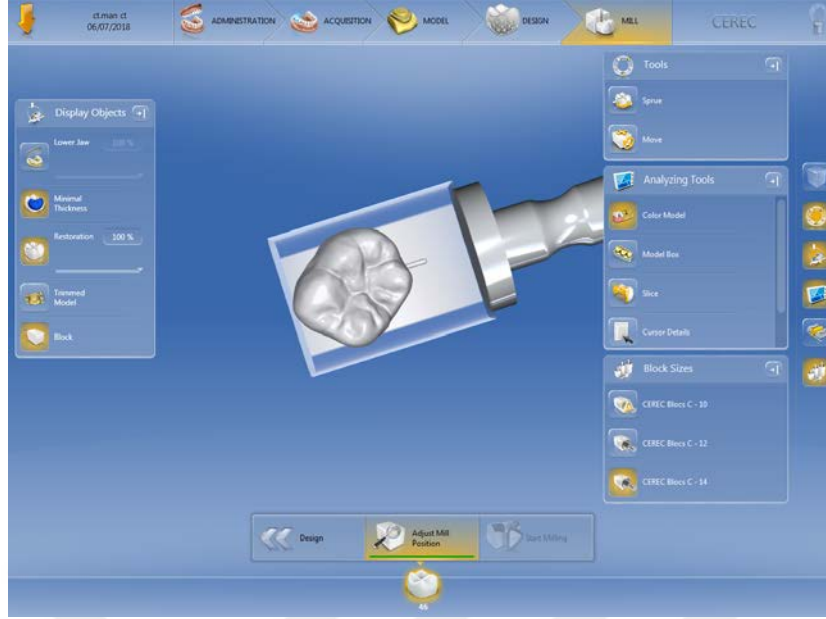 ct.man ct
06/07/2018
ADMINISTRATION
ACQUISITION
MODEL
DESIGN
MILL
CEREC
Display Objects
Lower Jaw 100 %
Minimal
Thickness
Restoration 100 %
Trimmed
Model
Block
Tools
Sprue
Move
Analyzing Tools
Color Model
Model Box
Slice
Cursor Details
Block Sizes
CEREC Blocs C - 10
CEREC Blocs C - 12
CEREC Blocs C - 14
Design
Adjust Mill
Position
Start Milling
46